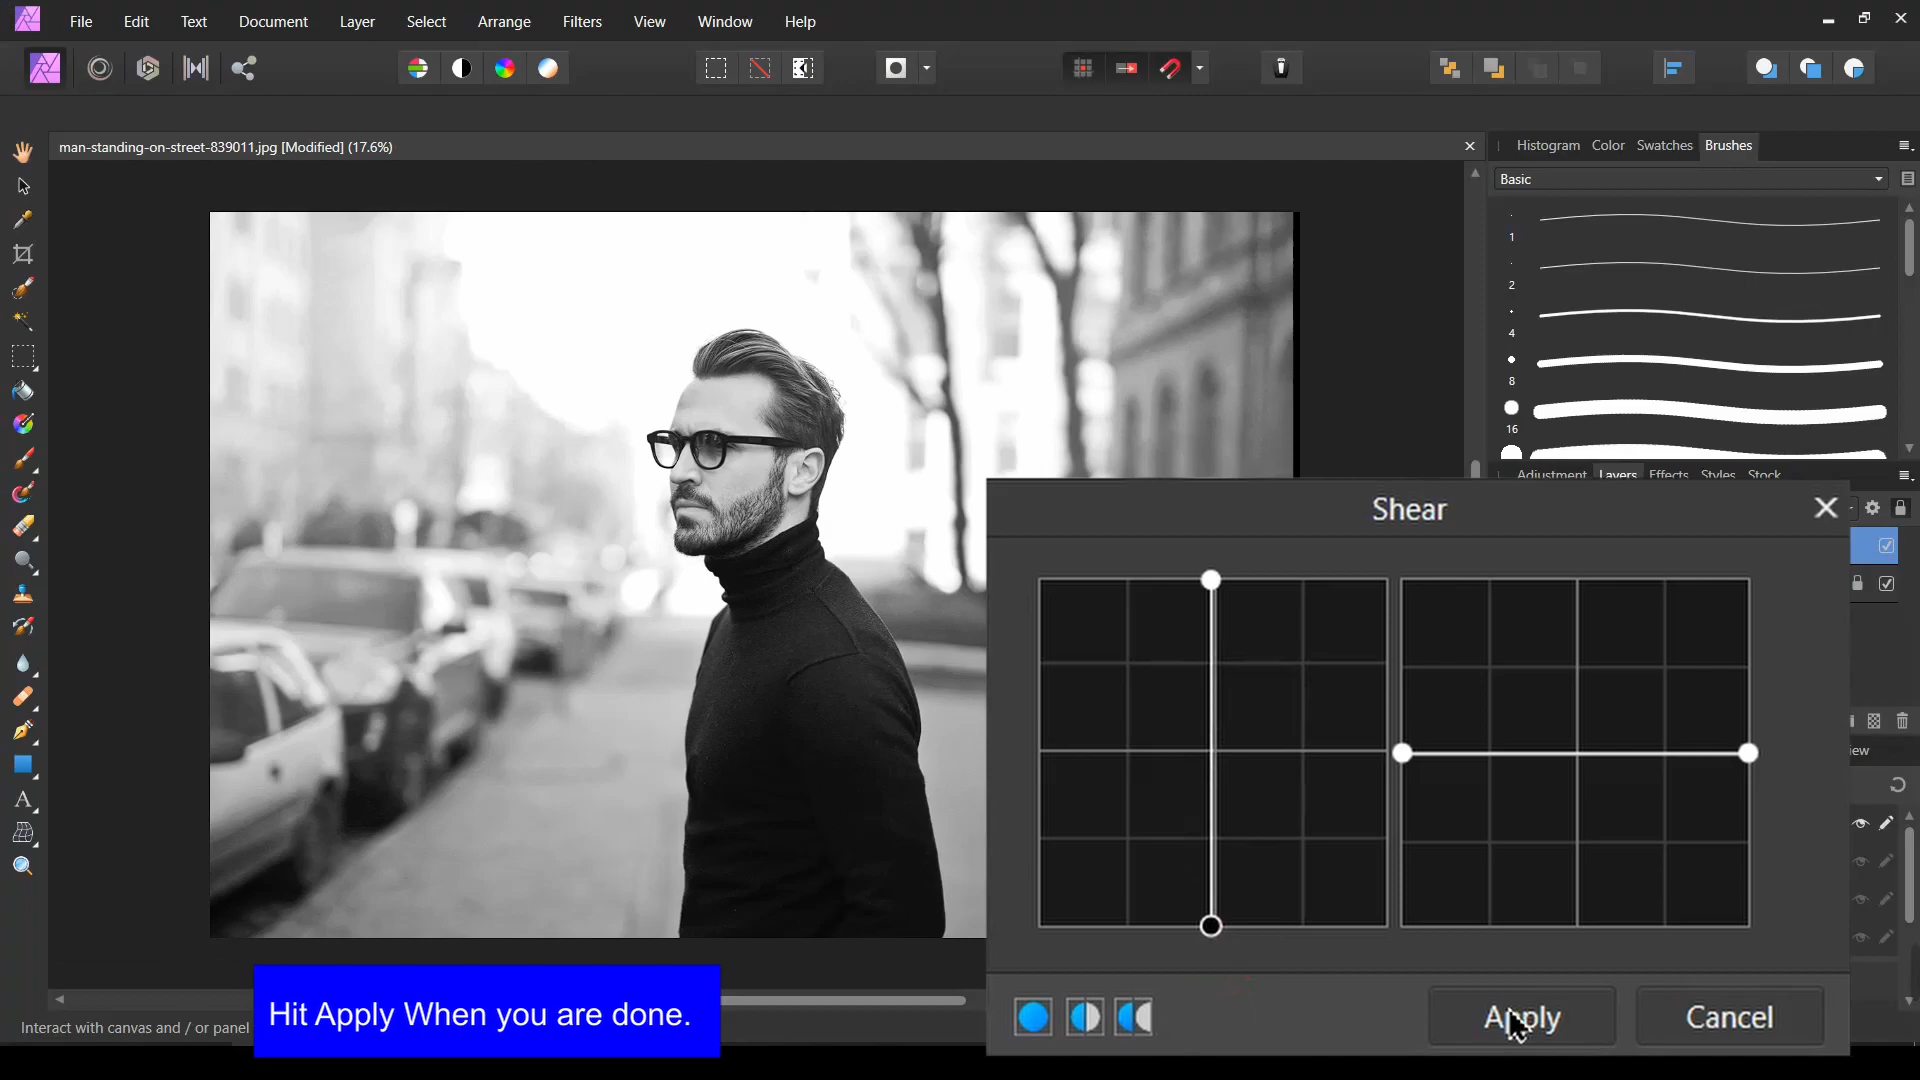 File Edit Text Document Layer Select Arrange Filters View Window Help
man-standing-on-street-839011.jpg [Modified] (17.6%)
Histogram Color Swatches Brushes
Basic
1
2
4
8
16
Adjustment Layers Effects Styles Stock
Shear
Apply Cancel
Hit Apply When you are done.
Interact with canvas and / or panel